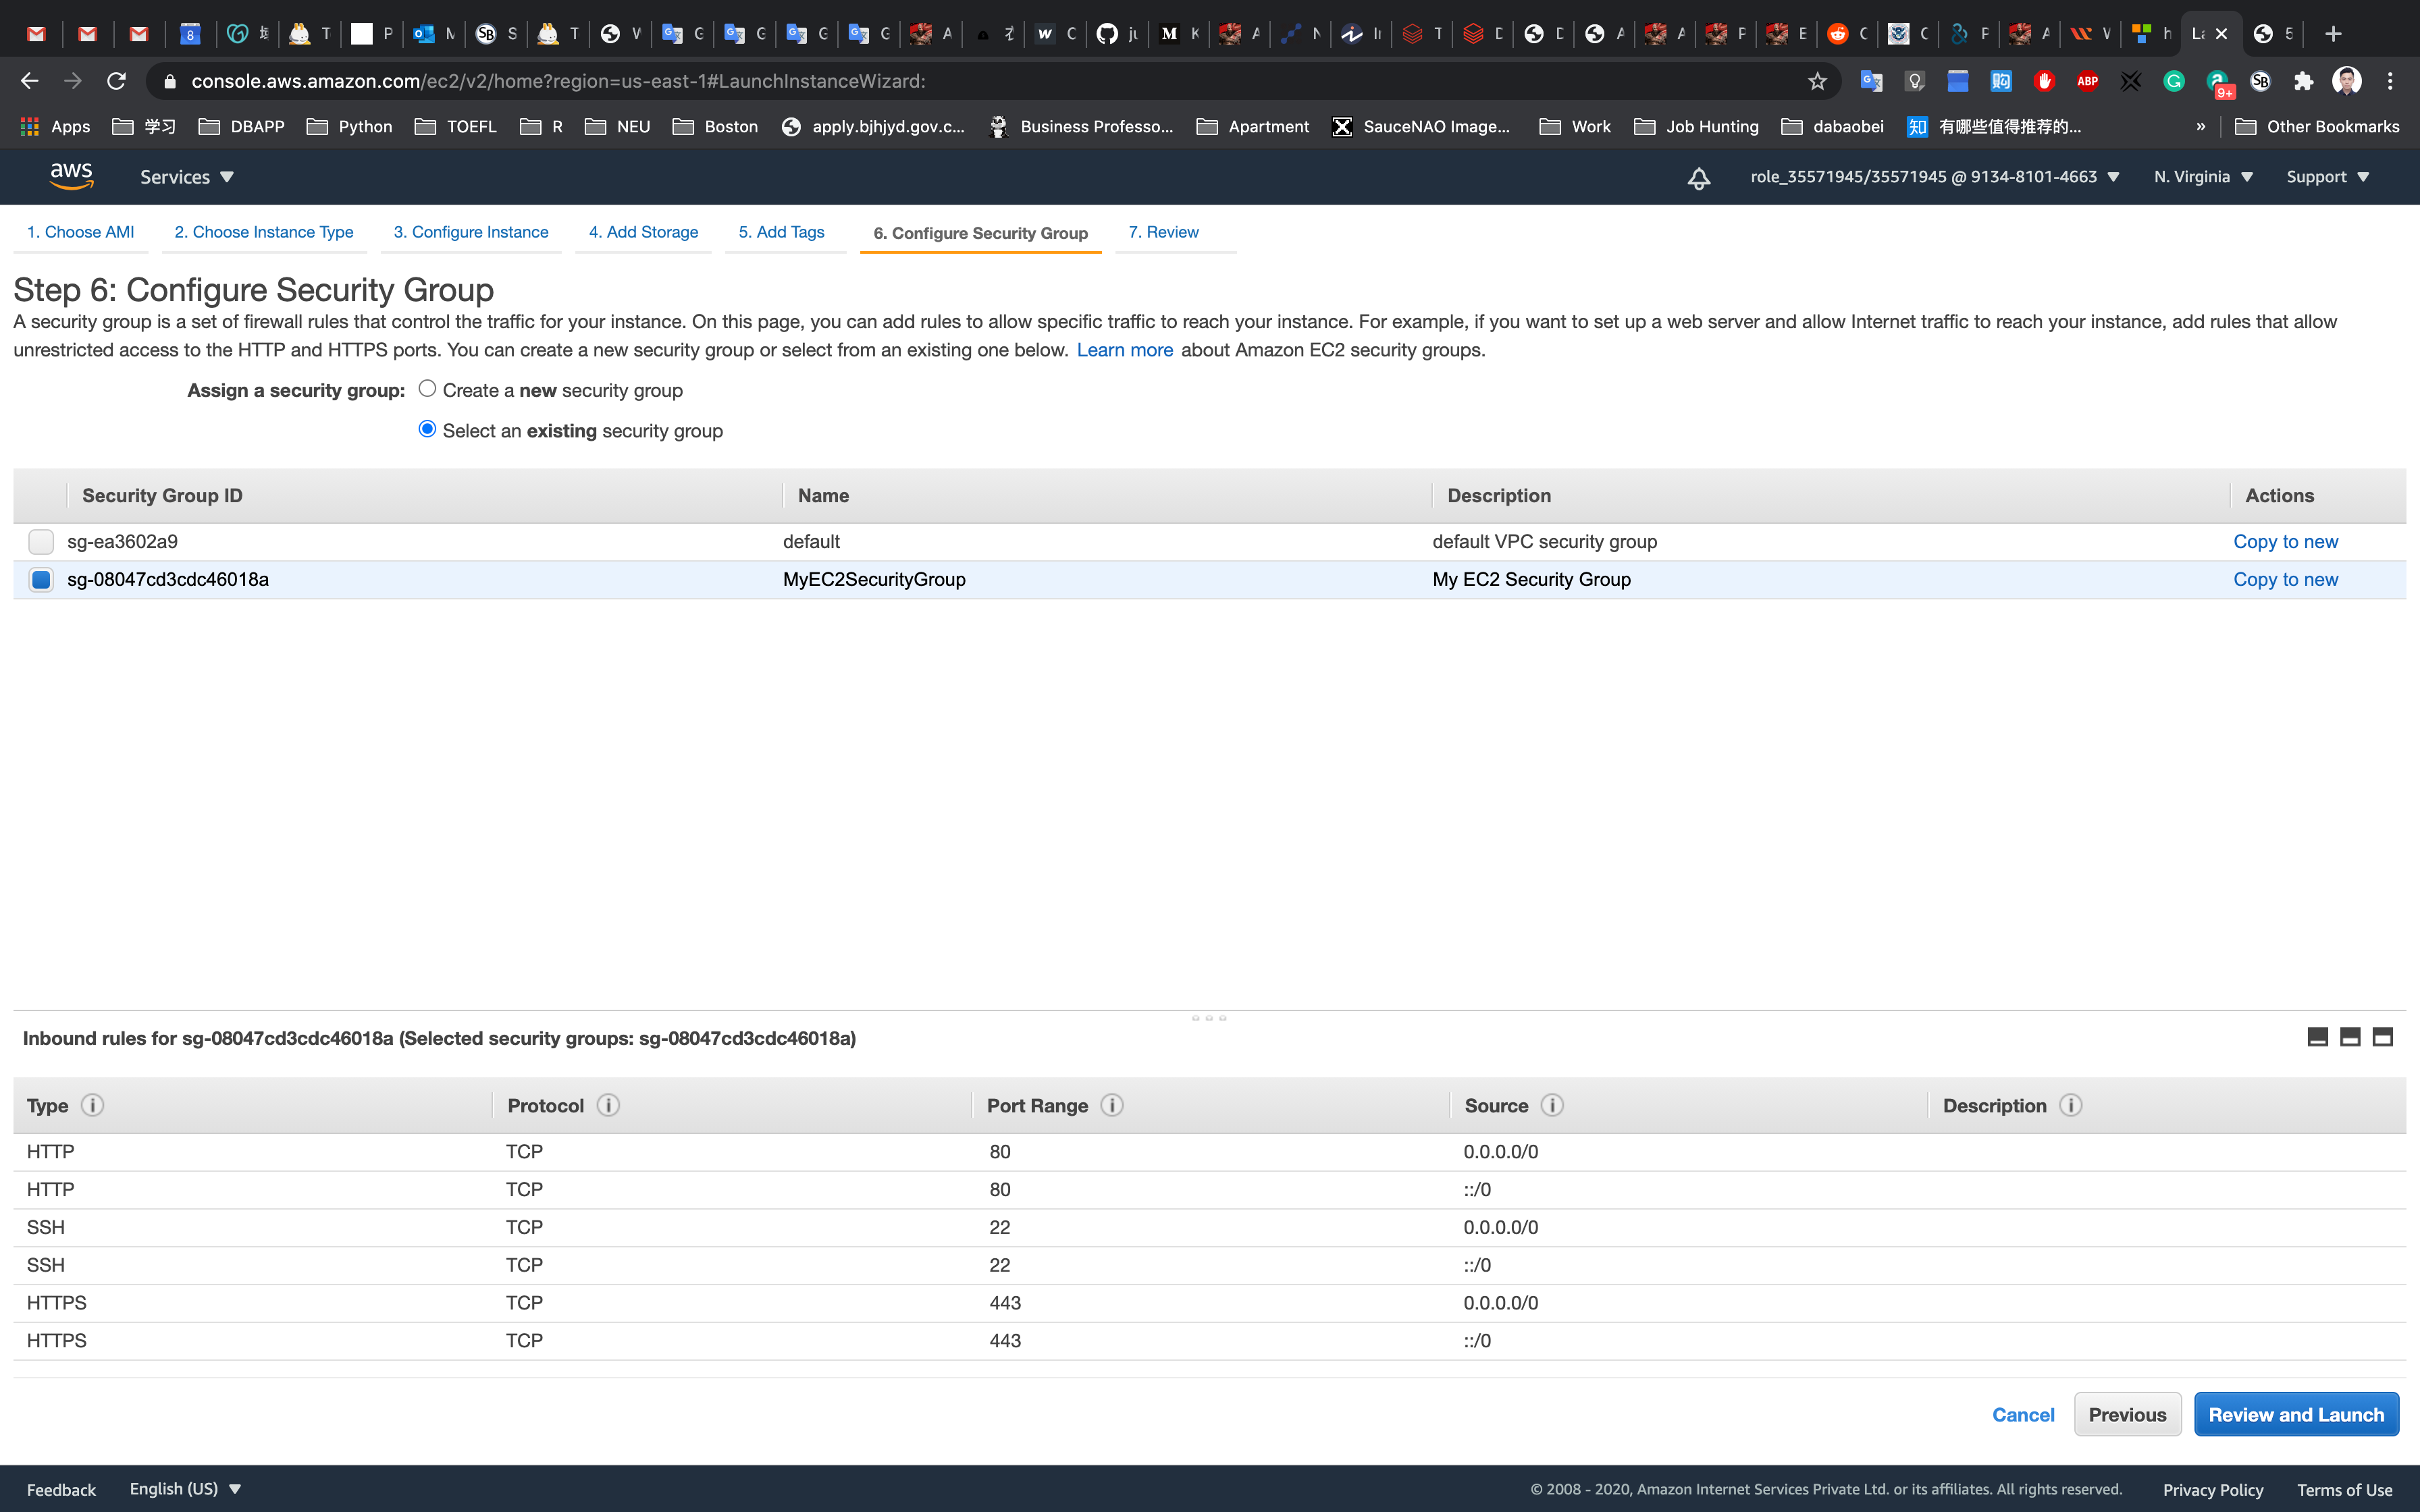 8 T P M SB S T W G G G G A C ju M K A N Iı T D D A A P E C C P A V h La 5
console.aws.amazon.com/ec2/v2/home?region=us-east-1#LaunchInstanceWizard:
ABP G 9+ SB
Apps 学习 DBAPP Python TOEFL R NEU Boston apply.bjhjyd.gov.c... Business Professo... Apartment SauceNAO Image... Work Job Hunting dabaobei 知 有哪些值得推荐的... » Other Bookmarks
aws Services role_35571945/35571945 @ 9134-8101-4663 N. Virginia Support
1. Choose AMI 2. Choose Instance Type 3. Configure Instance 4. Add Storage 5. Add Tags 6. Configure Security Group 7. Review
Step 6: Configure Security Group
A security group is a set of firewall rules that control the traffic for your instance. On this page, you can add rules to allow specific traffic to reach your instance. For example, if you want to set up a web server and allow Internet traffic to reach your instance, add rules that allow
unrestricted access to the HTTP and HTTPS ports. You can create a new security group or select from an existing one below. Learn more about Amazon EC2 security groups.
Assign a security group: Create a new security group
Select an existing security group
Security Group ID Name Description Actions
sg-ea3602a9 default default VPC security group Copy to new
sg-08047cd3cdc46018a MyEC2SecurityGroup My EC2 Security Group Copy to new
Inbound rules for sg-08047cd3cdc46018a (Selected security groups: sg-08047cd3cdc46018a)
Type Protocol Port Range Source Description
HTTP TCP 80 0.0.0.0/0
HTTP TCP 80 ::/0
SSH TCP 22 0.0.0.0/0
SSH TCP 22 ::/0
HTTPS TCP 443 0.0.0.0/0
HTTPS TCP 443 ::/0
Cancel Previous Review and Launch
Feedback English (US) © 2008 - 2020, Amazon Internet Services Private Ltd. or its affiliates. All rights reserved. Privacy Policy Terms of Use